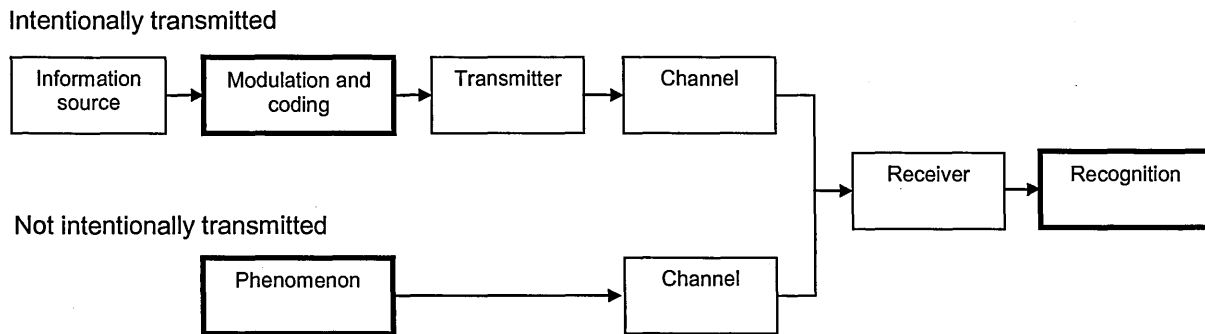 Intentionally transmitted
Information
source
Modulation and
coding
Transmitter
Channel
Receiver
Recognition
Not intentionally transmitted
Phenomenon
Channel